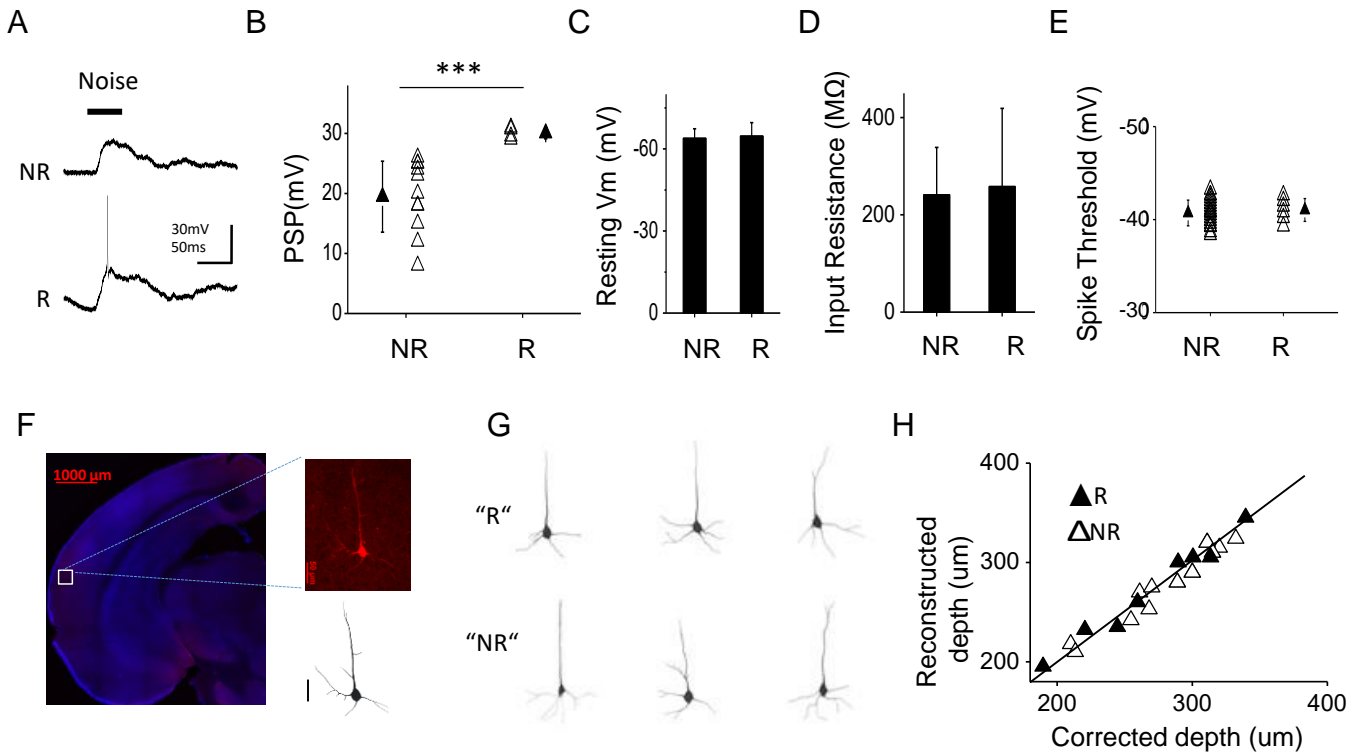 A
Noise
NR
30mV
50ms
R
B
***
PSP(mV)
30
20
10
0
NR
R
C
Resting Vm (mV)
-60
-30
0
NR
R
D
Input Resistance (MΩ)
400
200
0
NR
R
E
Spike Threshold (mV)
-50
-40
-30
NR
R
F
1000 µm
50 µm
G
"R"
"NR"
H
Reconstructed
depth (um)
400
300
200
R
NR
200
300
400
Corrected depth (um)